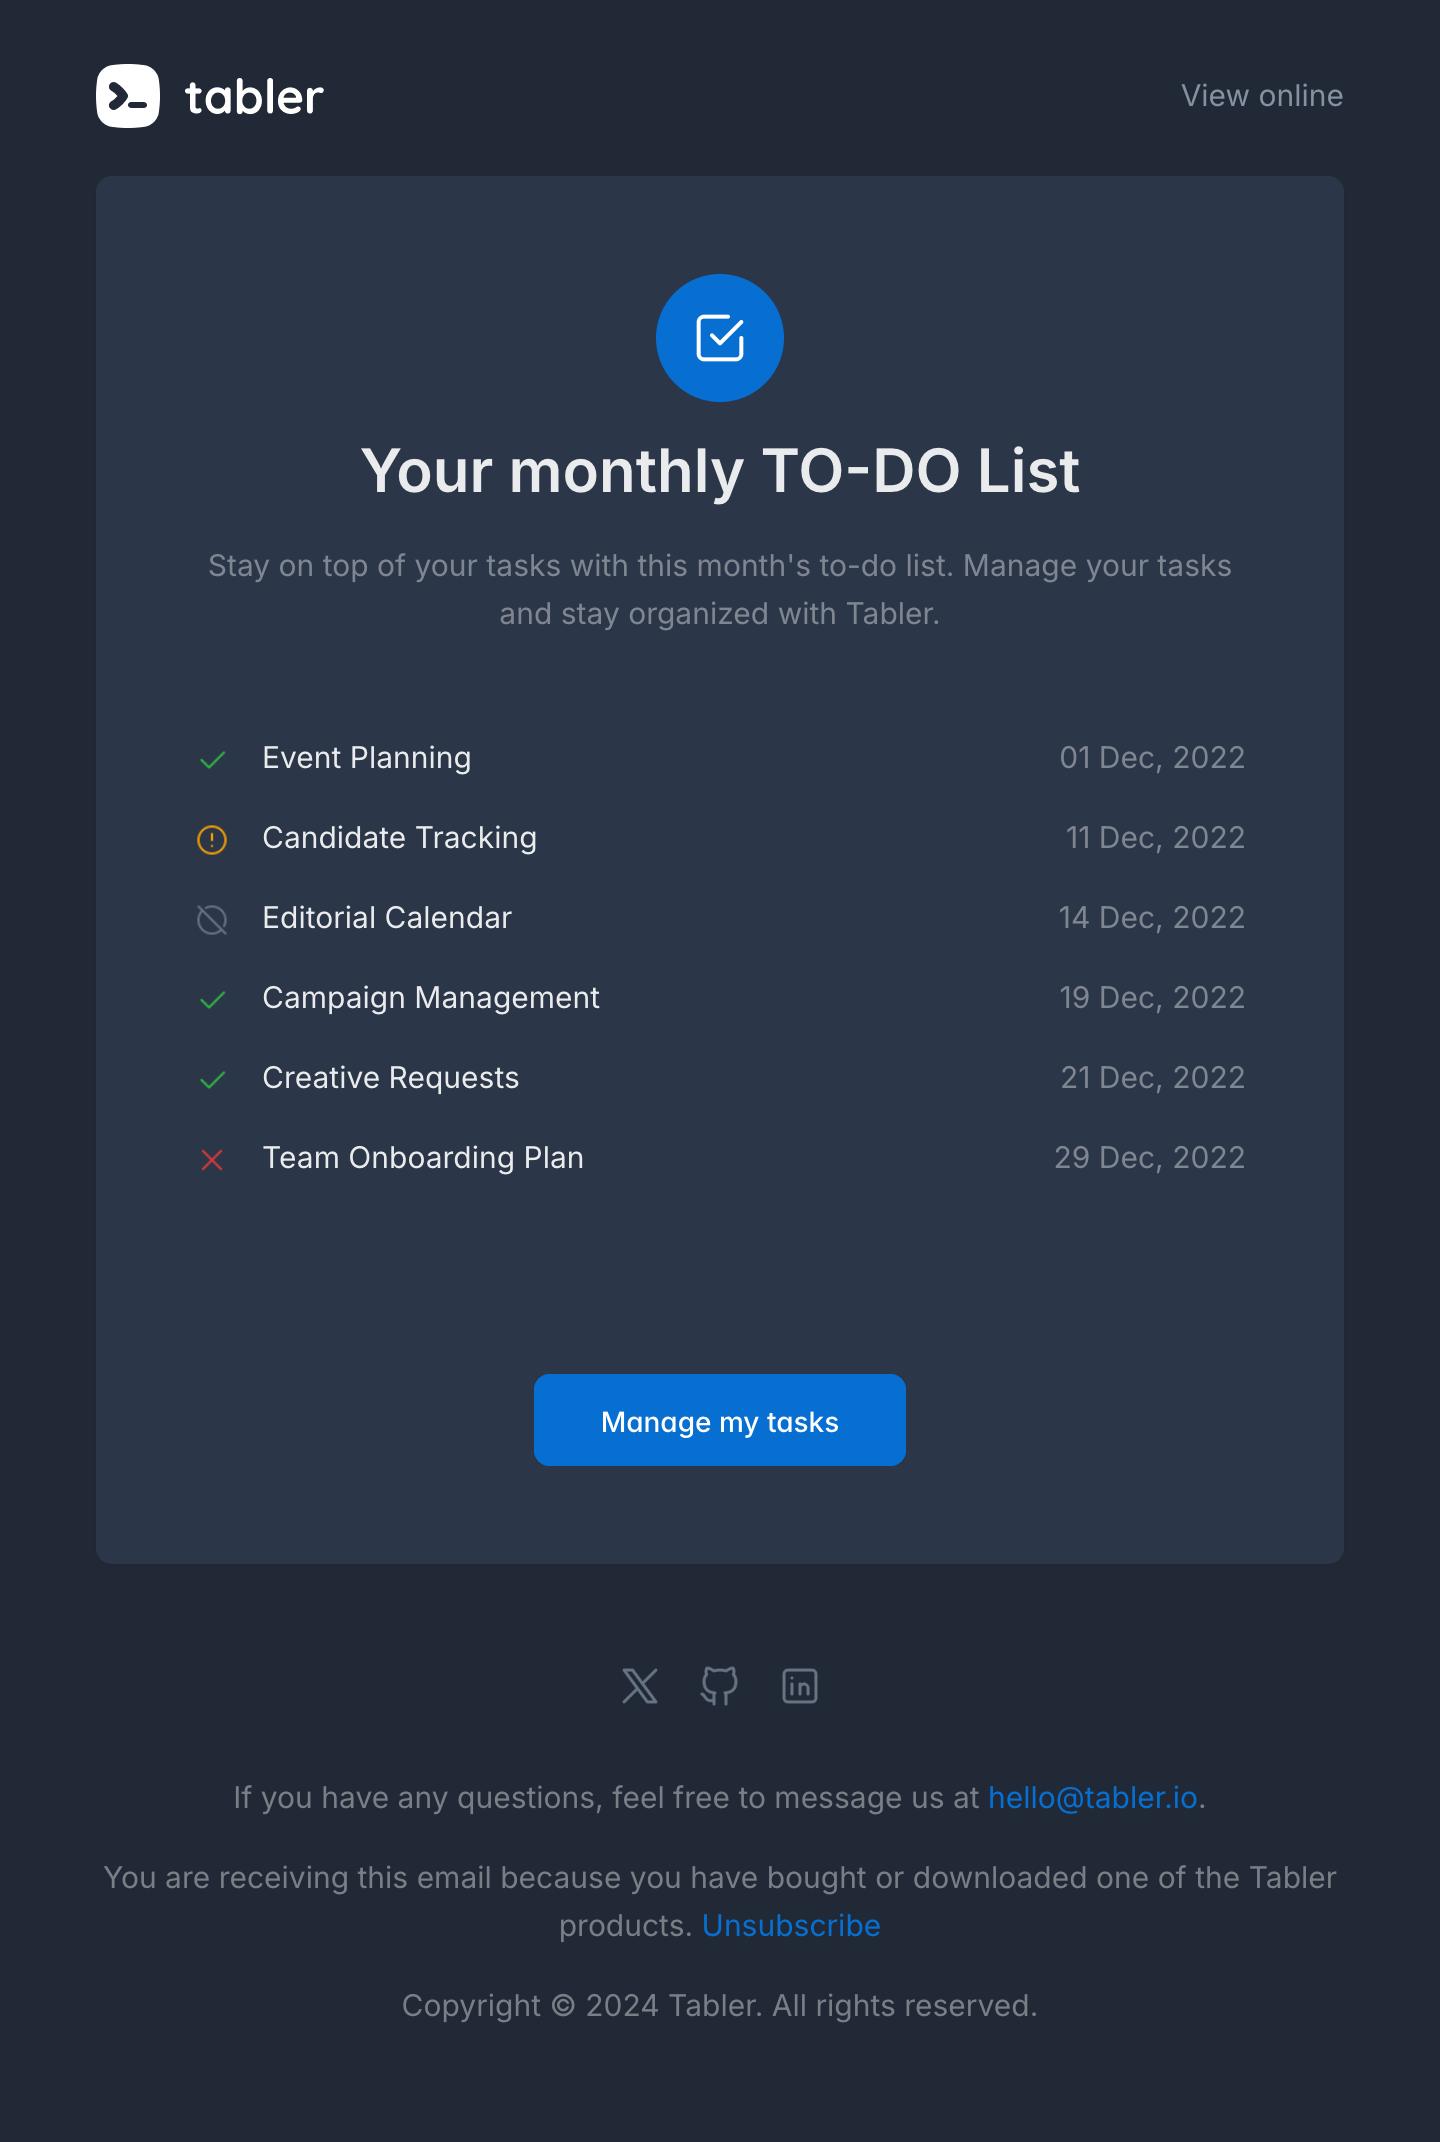 tabler
View online
Your monthly TO-DO List
Stay on top of your tasks with this month's to-do list. Manage your tasks
and stay organized with Tabler.
Event Planning 01 Dec, 2022
Candidate Tracking 11 Dec, 2022
Editorial Calendar 14 Dec, 2022
Campaign Management 19 Dec, 2022
Creative Requests 21 Dec, 2022
Team Onboarding Plan 29 Dec, 2022
Manage my tasks
If you have any questions, feel free to message us at hello@tabler.io.
You are receiving this email because you have bought or downloaded one of the Tabler
products. Unsubscribe
Copyright © 2024 Tabler. All rights reserved.